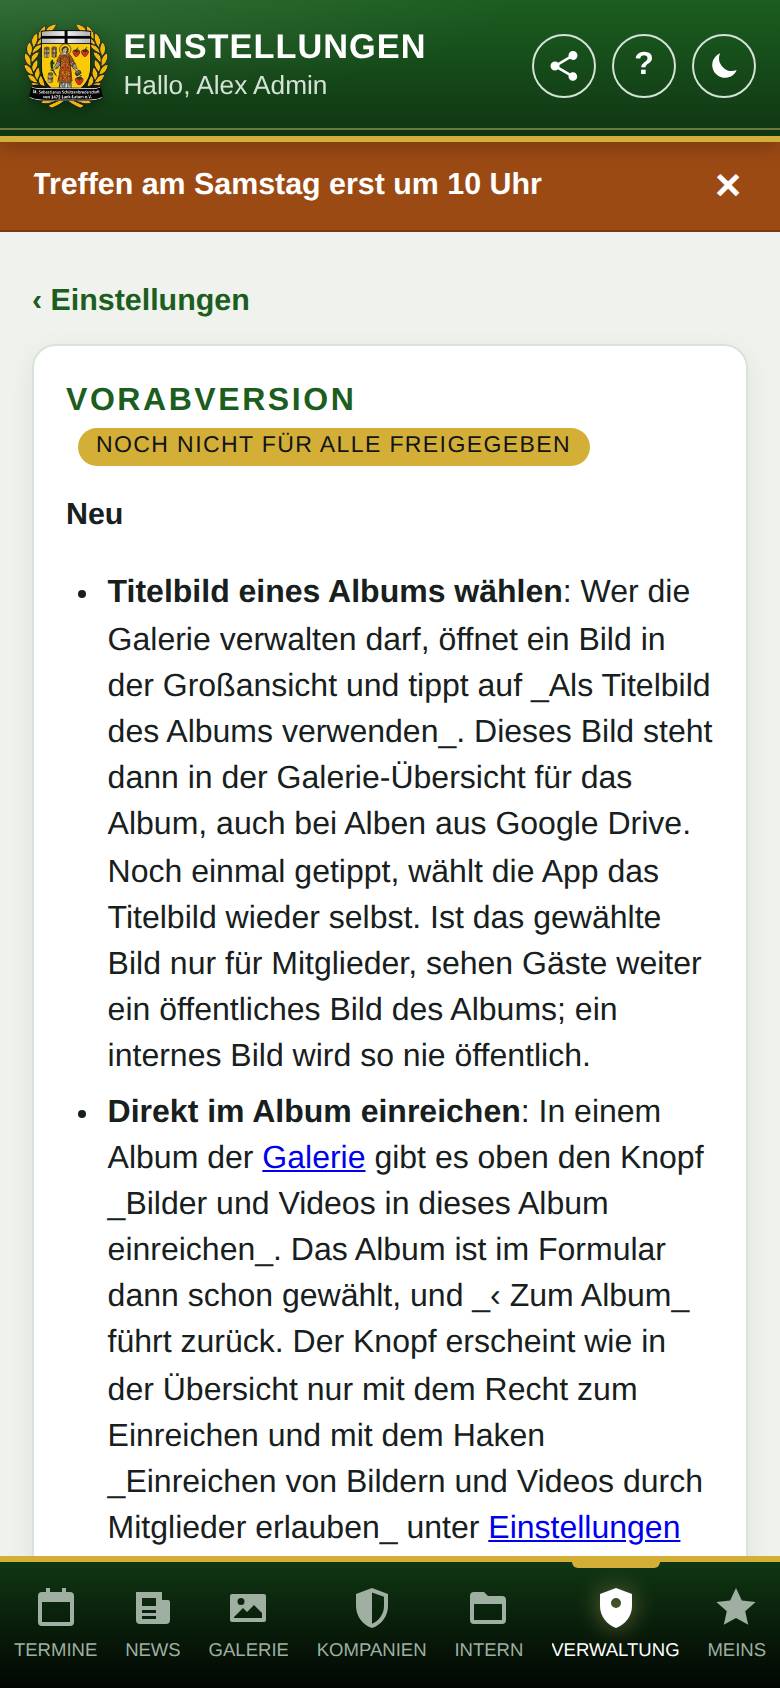 EINSTELLUNGEN
Hallo, Alex Admin
?
Treffen am Samstag erst um 10 Uhr ×
‹ Einstellungen
VORABVERSION
NOCH NICHT FÜR ALLE FREIGEGEBEN
Neu
• Titelbild eines Albums wählen: Wer die
Galerie verwalten darf, öffnet ein Bild in
der Großansicht und tippt auf _Als Titelbild
des Albums verwenden_. Dieses Bild steht
dann in der Galerie-Übersicht für das
Album, auch bei Alben aus Google Drive.
Noch einmal getippt, wählt die App das
Titelbild wieder selbst. Ist das gewählte
Bild nur für Mitglieder, sehen Gäste weiter
ein öffentliches Bild des Albums; ein
internes Bild wird so nie öffentlich.
• Direkt im Album einreichen: In einem
Album der Galerie gibt es oben den Knopf
_Bilder und Videos in dieses Album
einreichen_. Das Album ist im Formular
dann schon gewählt, und _‹ Zum Album_
führt zurück. Der Knopf erscheint wie in
der Übersicht nur mit dem Recht zum
Einreichen und mit dem Haken
_Einreichen von Bildern und Videos durch
Mitglieder erlauben_ unter Einstellungen
TERMINE NEWS GALERIE KOMPANIEN INTERN VERWALTUNG MEINS